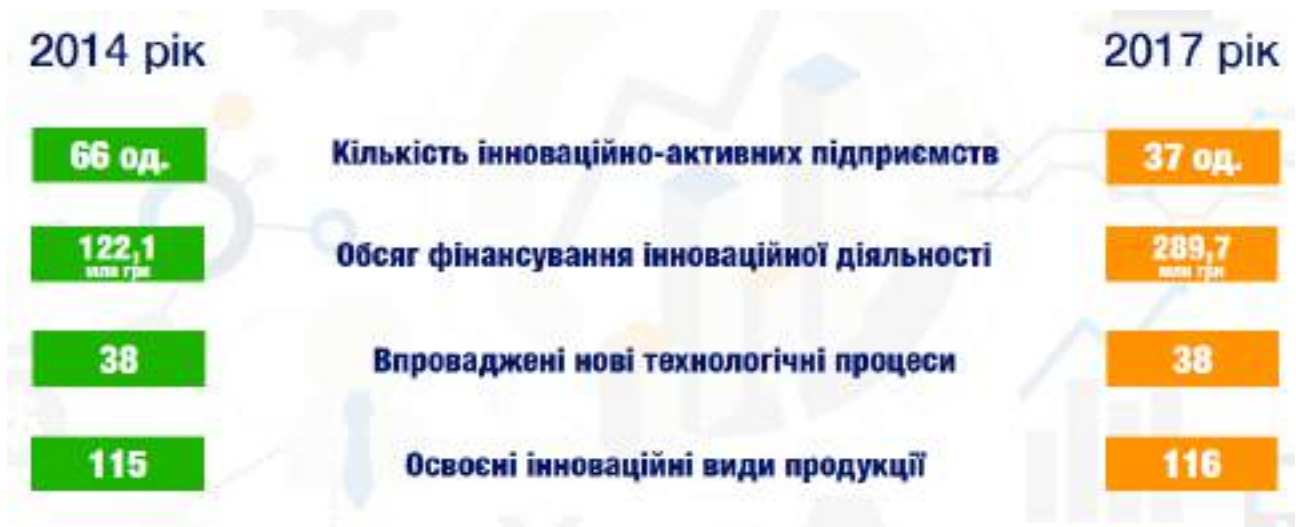 2014 рік
2017 рік
66 од.
Кількість інноваційно-активних підприємств
37 од.
122,1
млн грн
Обсяг фінансування інноваційної діяльності
289,7
млн грн
38
Впроваджені нові технологічні процеси
38
115
Освоєні інноваційні види продукції
116